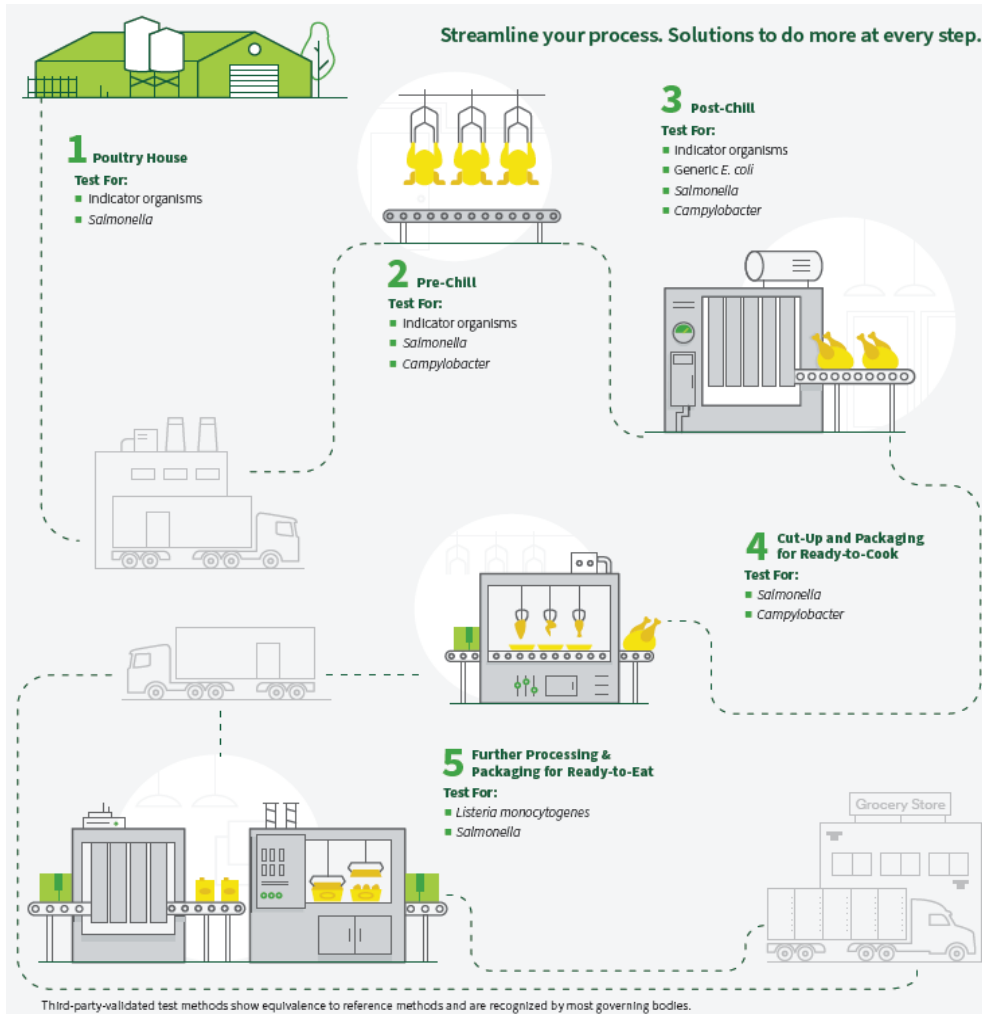 Streamline your process. Solutions to do more at every step.
1 Poultry House
Test For:
■ Indicator organisms
■ Salmonella
2 Pre-Chill
Test For:
■ Indicator organisms
■ Salmonella
■ Campylobacter
3 Post-Chill
Test For:
■ Indicator organisms
■ Generic E. coli
■ Salmonella
■ Campylobacter
4 Cut-Up and Packaging
for Ready-to-Cook
Test For:
■ Salmonella
■ Campylobacter
5 Further Processing &
Packaging for Ready-to-Eat
Test For:
■ Listeria monocytogenes
■ Salmonella
Grocery Store
Third-party-validated test methods show equivalence to reference methods and are recognized by most governing bodies.